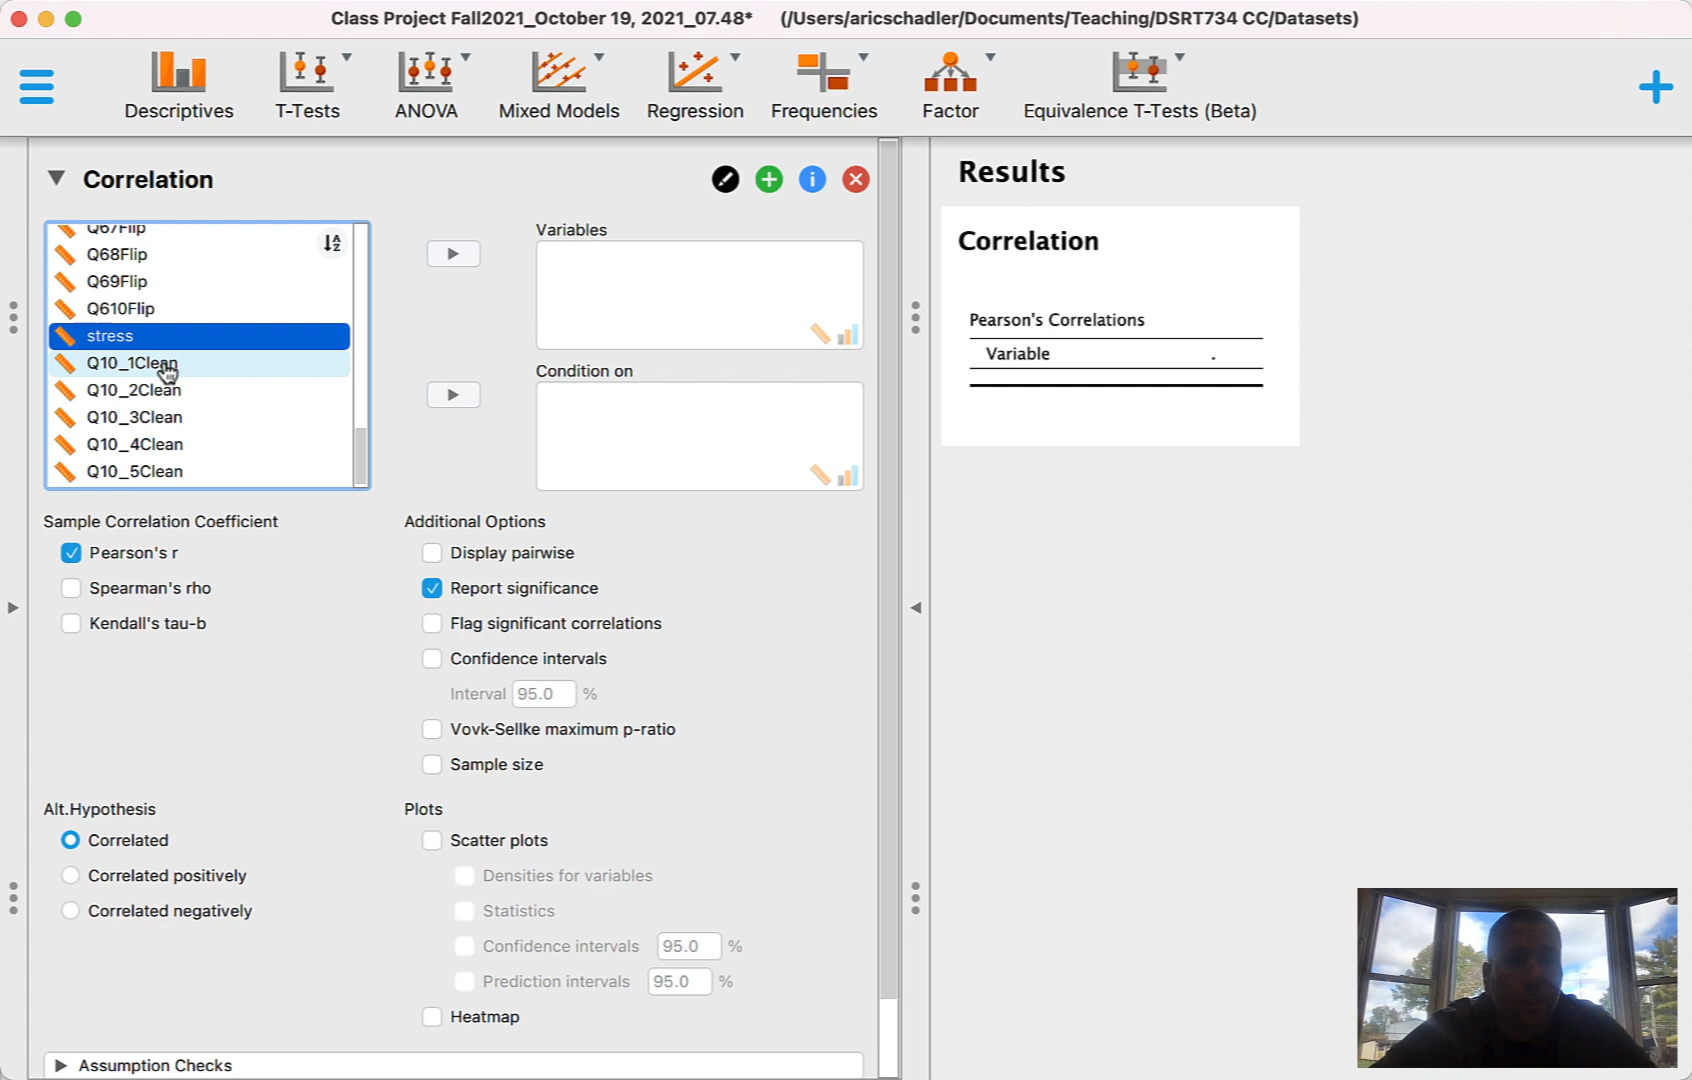 Class Project Fall2021_October 19, 2021_07.48* (/Users/aricschadler/Documents/Teaching/DSRT734 CC/Datasets)
Descriptives T-Tests ANOVA Mixed Models Regression Frequencies Factor Equivalence T-Tests (Beta)
Correlation
Q67Flip
Q68Flip
Q69Flip
Q610Flip
stress
Q10_1Clean
Q10_2Clean
Q10_3Clean
Q10_4Clean
Q10_5Clean
Variables
Condition on
Sample Correlation Coefficient
Pearson's r
Spearman's rho
Kendall's tau-b
Additional Options
Display pairwise
Report significance
Flag significant correlations
Confidence intervals
Interval 95.0 %
Vovk-Sellke maximum p-ratio
Sample size
Alt.Hypothesis
Correlated
Correlated positively
Correlated negatively
Plots
Scatter plots
Densities for variables
Statistics
Confidence intervals 95.0 %
Prediction intervals 95.0 %
Heatmap
Assumption Checks
Results
Correlation
Pearson's Correlations
Variable .